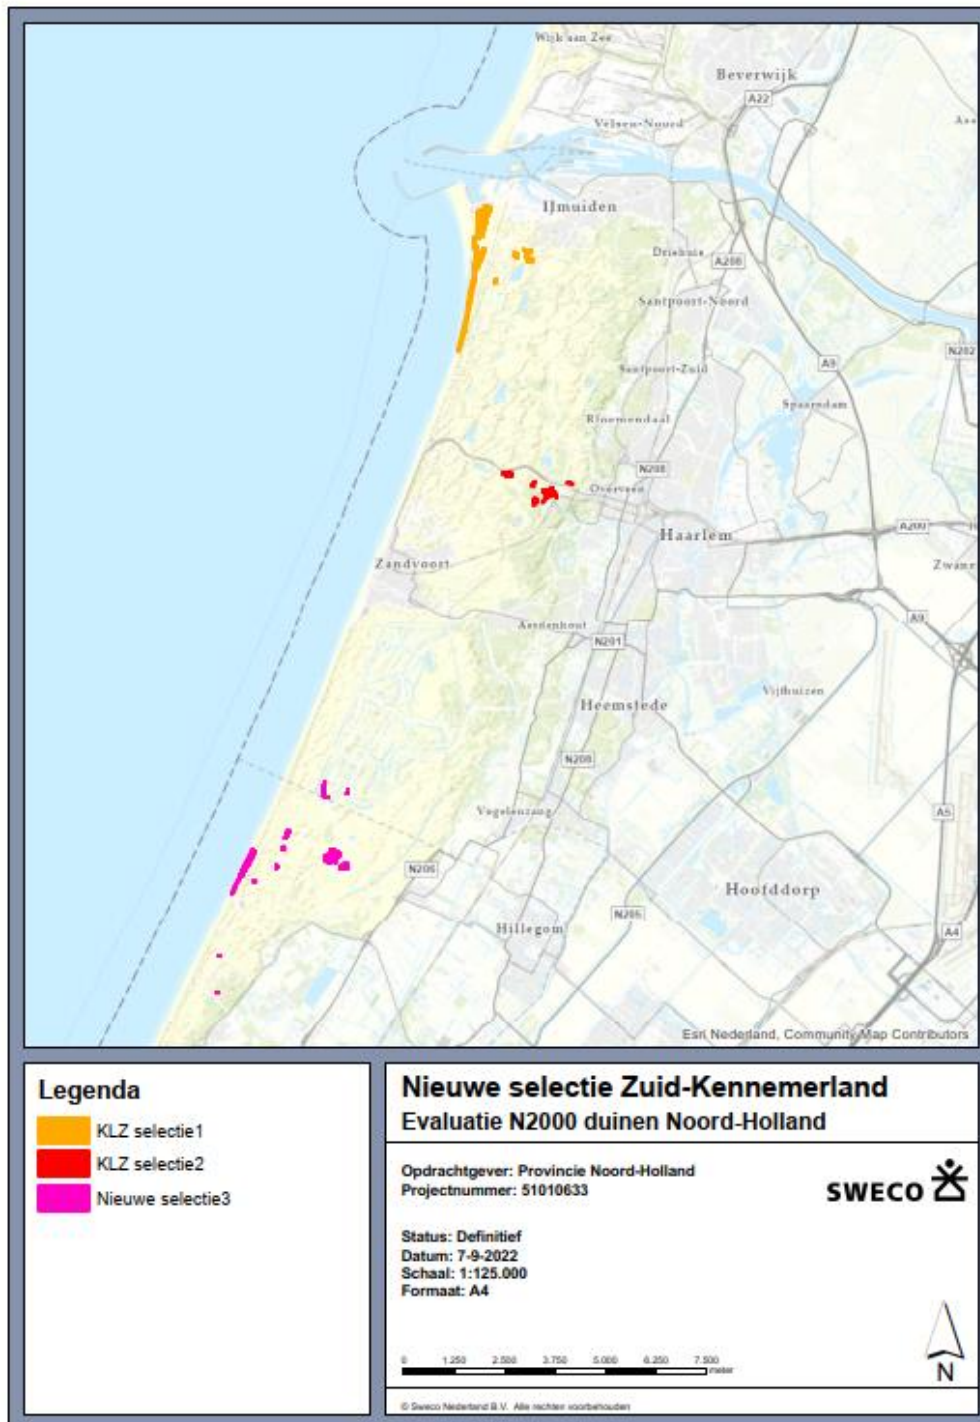 Wijk aan Zee
Beverwijk
A22
Velsen-Noord
IJmuiden
Driehuis
A208
Santpoort-Noord
N202
A9
Santpoort-Zuid
Spaarndam
Bloemendaal
N208
Overveen
A200
Haarlem
Zandvoort
A9
Aerdenhout
N201
Vijfhuizen
Heemstede
N208
A5
Vogelenzang
N206
Hoofddorp
N205
Hillegom
A4
Esri Nederland, Community Map Contributors
Legenda
KLZ selectie1
KLZ selectie2
Nieuwe selectie3
Nieuwe selectie Zuid-Kennemerland
Evaluatie N2000 duinen Noord-Holland
Opdrachtgever: Provincie Noord-Holland
Projectnummer: 51010633
SWECO
Status: Definitief
Datum: 7-9-2022
Schaal: 1:125.000
Formaat: A4
0 1.250 2.500 3.750 5.000 6.250 7.500
meter
N
© Sweco Nederland B.V. Alle rechten voorbehouden